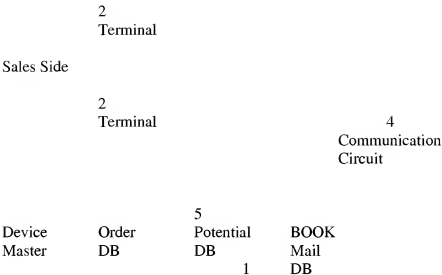 2
Terminal
Sales Side
2
Terminal 4
Communication
Circuit
5
Device Order Potential BOOK
Master DB DB Mail
1 DB